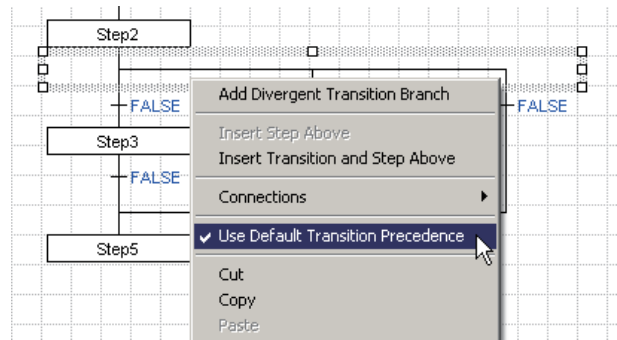 Step2
FALSE
FALSE
Step3
FALSE
Step5
Add Divergent Transition Branch
Insert Step Above
Insert Transition and Step Above
Connections
Use Default Transition Precedence
Cut
Copy
Paste